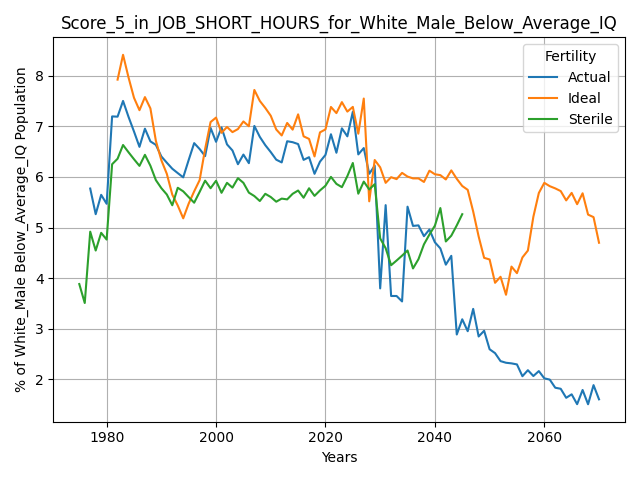 Score_5_in_JOB_SHORT_HOURS_for_White_Male_Below_Average_IQ
Fertility
Actual
Ideal
Sterile
% of White_Male Below_Average_IQ Population
8
7
6
5
4
3
2
1980
2000
2020
2040
2060
Years